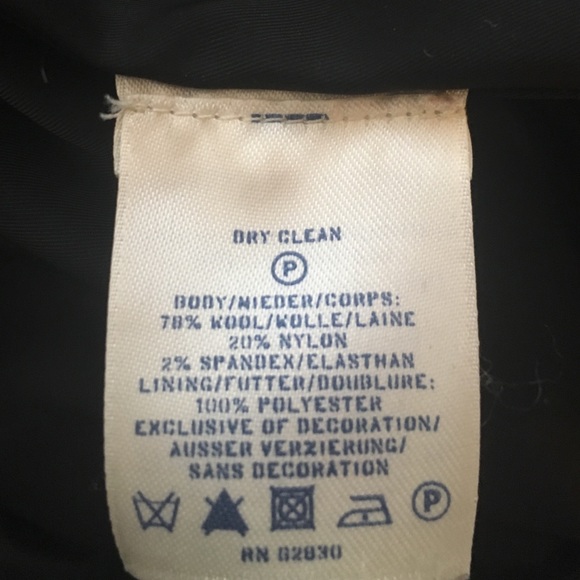 DRY CLEAN
P
BODY/MIEDER/CORPS:
78% WOOL/WOLLE/LAINE
20% NYLON
2% SPANDEX/ELASTHAN
LINING/FUTTER/DOUBLURE:
100% POLYESTER
EXCLUSIVE OF DECORATION/
AUSSER VERZIERUNG/
SANS DECORATION
P
RN